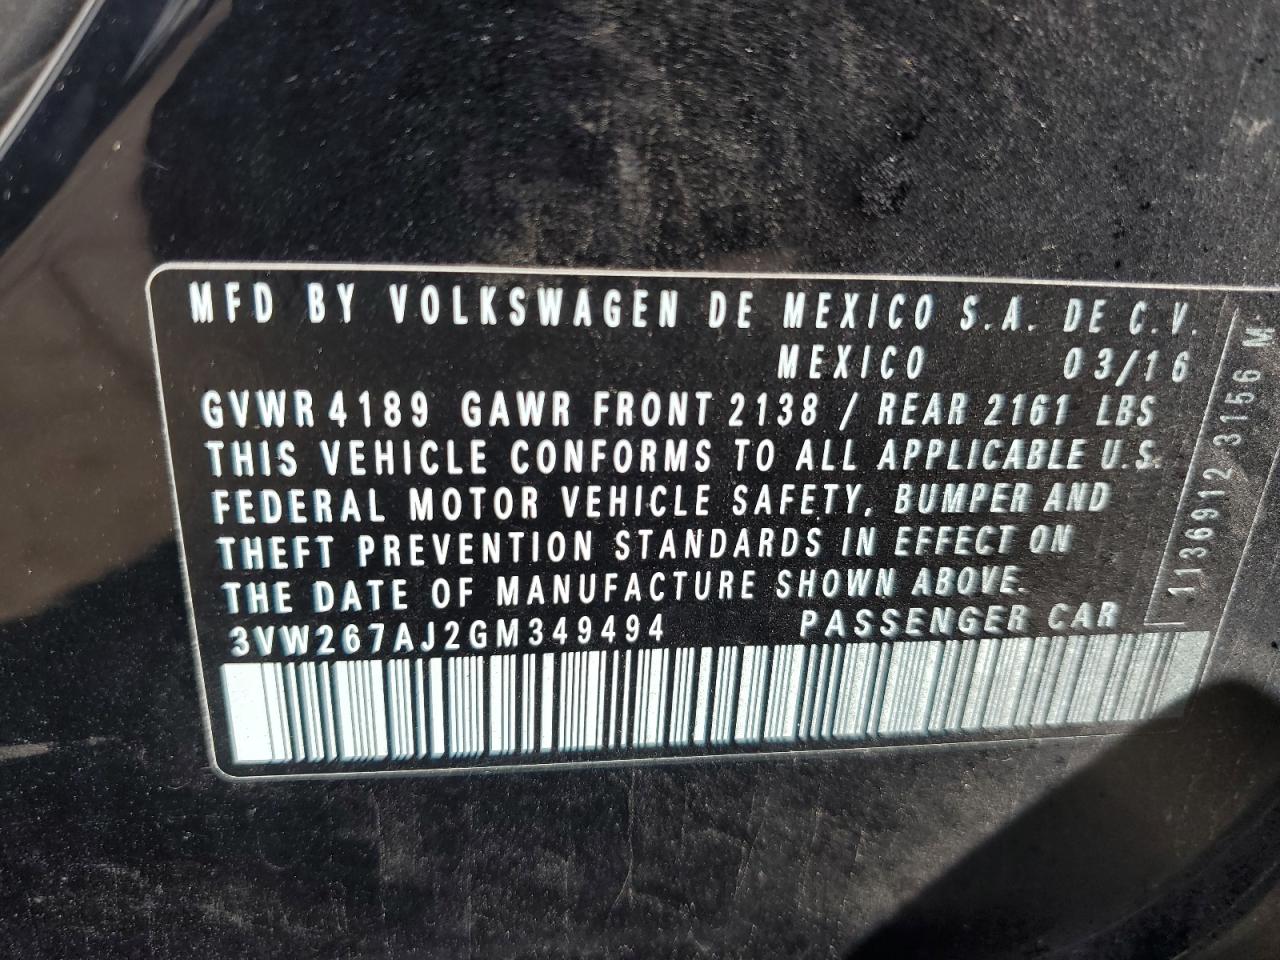 MFD BY VOLKSWAGEN DE MEXICO S.A. DE C.V.
MEXICO 03/16
GVWR 4189 GAWR FRONT 2138 / REAR 2161 LBS
THIS VEHICLE CONFORMS TO ALL APPLICABLE U.S.
FEDERAL MOTOR VEHICLE SAFETY, BUMPER AND
THEFT PREVENTION STANDARDS IN EFFECT ON
THE DATE OF MANUFACTURE SHOWN ABOVE.
3VW267AJ2GM349494 PASSENGER CAR
1136912 3156 M